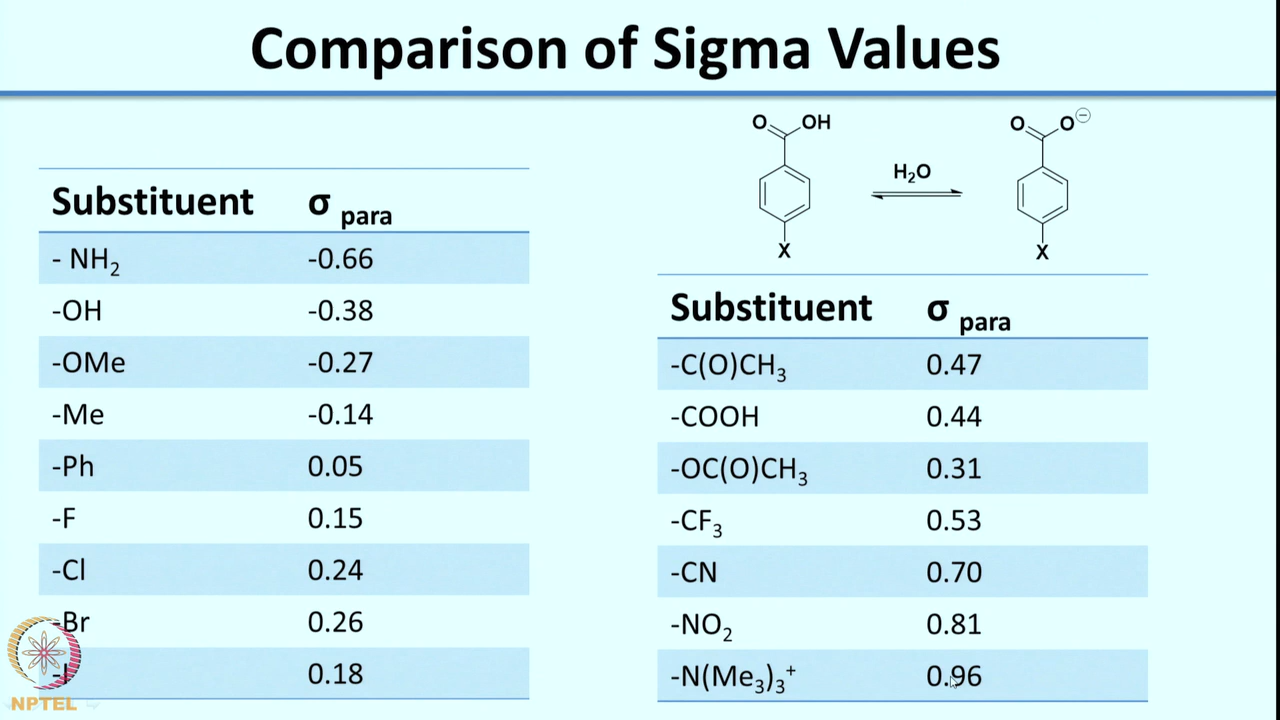 Comparison of Sigma Values
Substituent σ para
- NH₂ -0.66
-OH -0.38
-OMe -0.27
-Me -0.14
-Ph 0.05
-F 0.15
-Cl 0.24
-Br 0.26
-I 0.18
NPTEL
O OH
H₂O
O O⊖
X
X
Substituent σ para
-C(O)CH₃ 0.47
-COOH 0.44
-OC(O)CH₃ 0.31
-CF₃ 0.53
-CN 0.70
-NO₂ 0.81
-N(Me₃)₃⁺ 0.96